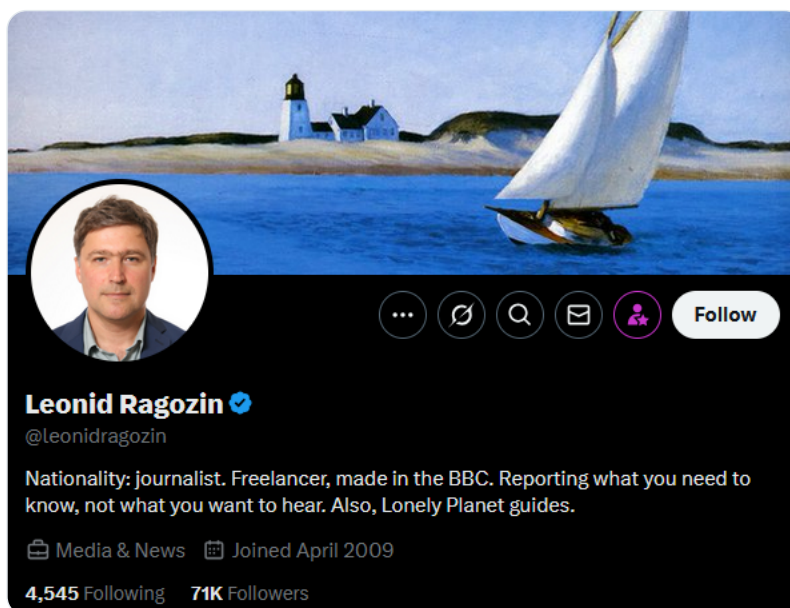 Follow
Leonid Ragozin
@leonidragozin
Nationality: journalist. Freelancer, made in the BBC. Reporting what you need to
know, not what you want to hear. Also, Lonely Planet guides.
Media & News Joined April 2009
4,545 Following 71K Followers